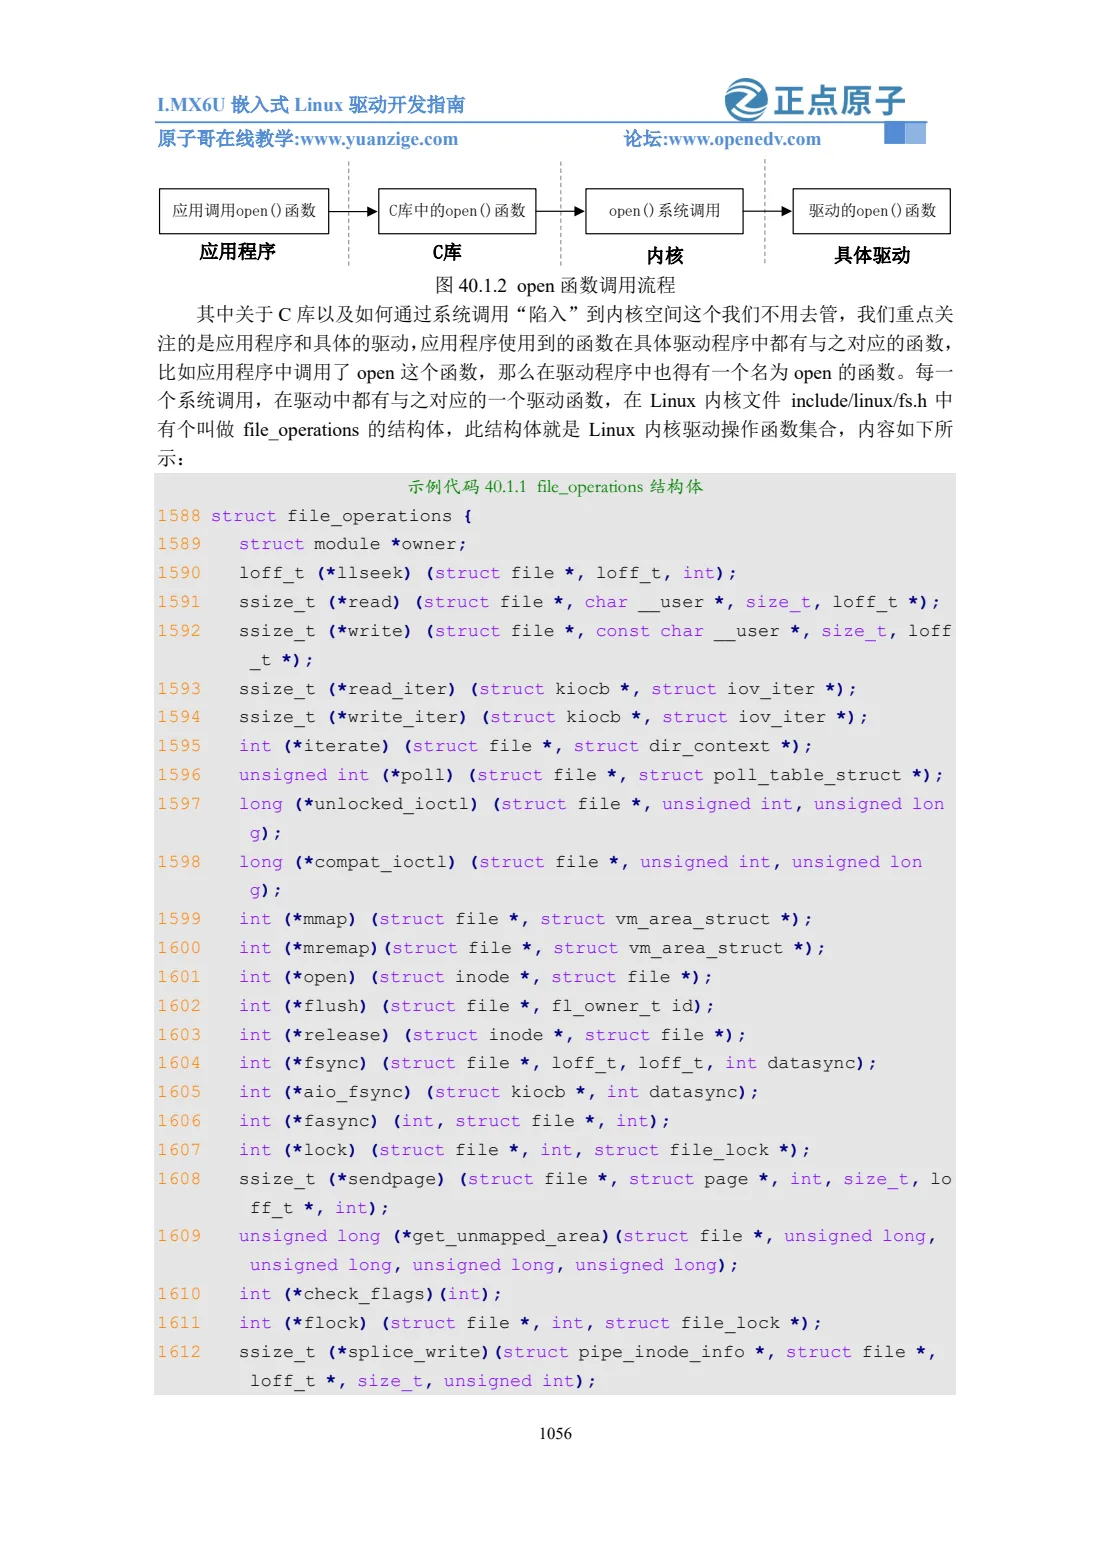 I.MX6U 嵌入式 Linux 驱动开发指南
正点原子
原子哥在线教学:www.yuanzige.com 论坛:www.openedv.com
应用调用open()函数 C库中的open()函数 open()系统调用 驱动的open()函数
应用程序 C库 内核 具体驱动
图 40.1.2 open 函数调用流程
其中关于 C 库以及如何通过系统调用“陷入”到内核空间这个我们不用去管，我们重点关
注的是应用程序和具体的驱动，应用程序使用到的函数在具体驱动程序中都有与之对应的函数，
比如应用程序中调用了 open 这个函数，那么在驱动程序中也得有一个名为 open 的函数。每一
个系统调用，在驱动中都有与之对应的一个驱动函数，在 Linux 内核文件 include/linux/fs.h 中
有个叫做 file_operations 的结构体，此结构体就是 Linux 内核驱动操作函数集合，内容如下所
示：
示例代码 40.1.1 file_operations 结构体
1588 struct file_operations {
1589 struct module *owner;
1590 loff_t (*llseek) (struct file *, loff_t, int);
1591 ssize_t (*read) (struct file *, char __user *, size_t, loff_t *);
1592 ssize_t (*write) (struct file *, const char __user *, size_t, loff
_t *);
1593 ssize_t (*read_iter) (struct kiocb *, struct iov_iter *);
1594 ssize_t (*write_iter) (struct kiocb *, struct iov_iter *);
1595 int (*iterate) (struct file *, struct dir_context *);
1596 unsigned int (*poll) (struct file *, struct poll_table_struct *);
1597 long (*unlocked_ioctl) (struct file *, unsigned int, unsigned lon
g);
1598 long (*compat_ioctl) (struct file *, unsigned int, unsigned lon
g);
1599 int (*mmap) (struct file *, struct vm_area_struct *);
1600 int (*mremap)(struct file *, struct vm_area_struct *);
1601 int (*open) (struct inode *, struct file *);
1602 int (*flush) (struct file *, fl_owner_t id);
1603 int (*release) (struct inode *, struct file *);
1604 int (*fsync) (struct file *, loff_t, loff_t, int datasync);
1605 int (*aio_fsync) (struct kiocb *, int datasync);
1606 int (*fasync) (int, struct file *, int);
1607 int (*lock) (struct file *, int, struct file_lock *);
1608 ssize_t (*sendpage) (struct file *, struct page *, int, size_t, lo
ff_t *, int);
1609 unsigned long (*get_unmapped_area)(struct file *, unsigned long,
unsigned long, unsigned long, unsigned long);
1610 int (*check_flags)(int);
1611 int (*flock) (struct file *, int, struct file_lock *);
1612 ssize_t (*splice_write)(struct pipe_inode_info *, struct file *,
loff_t *, size_t, unsigned int);
1056